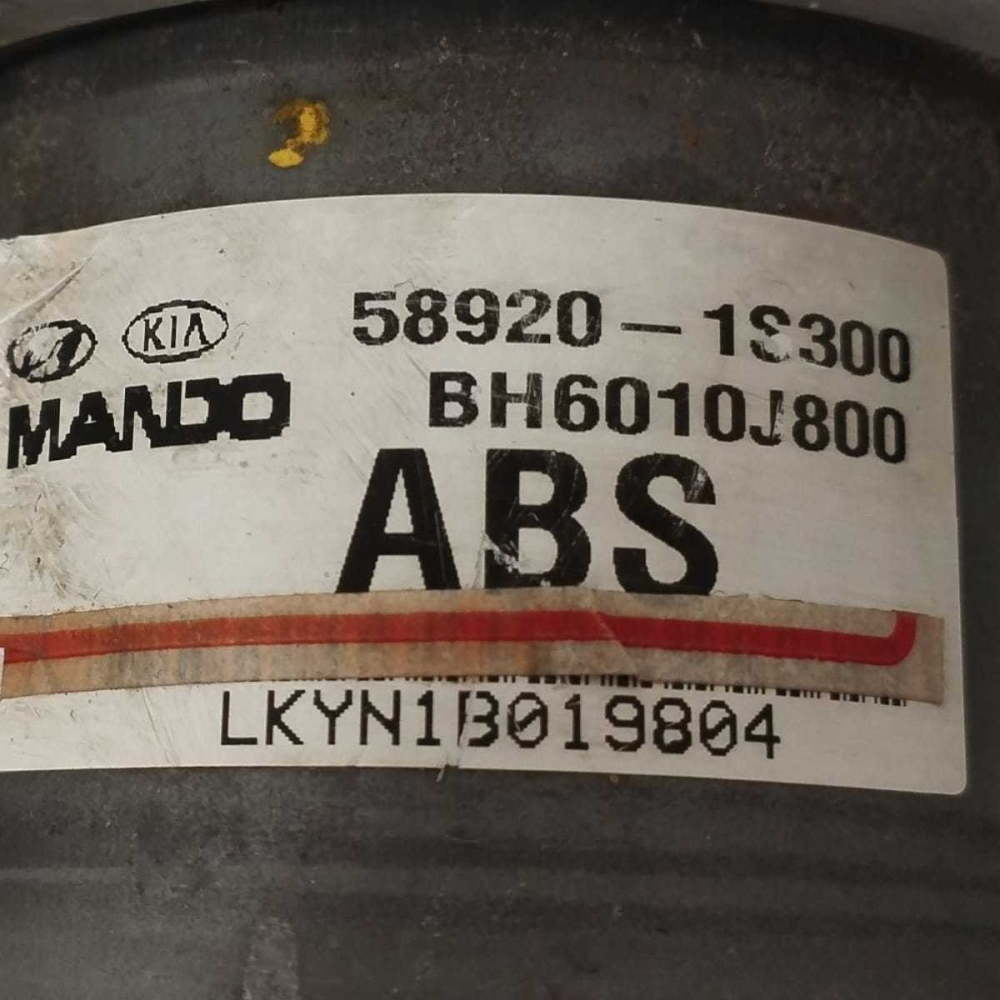 58920-1S300
KIA
MANDO
BH6010J800
ABS
LKYN1B019804